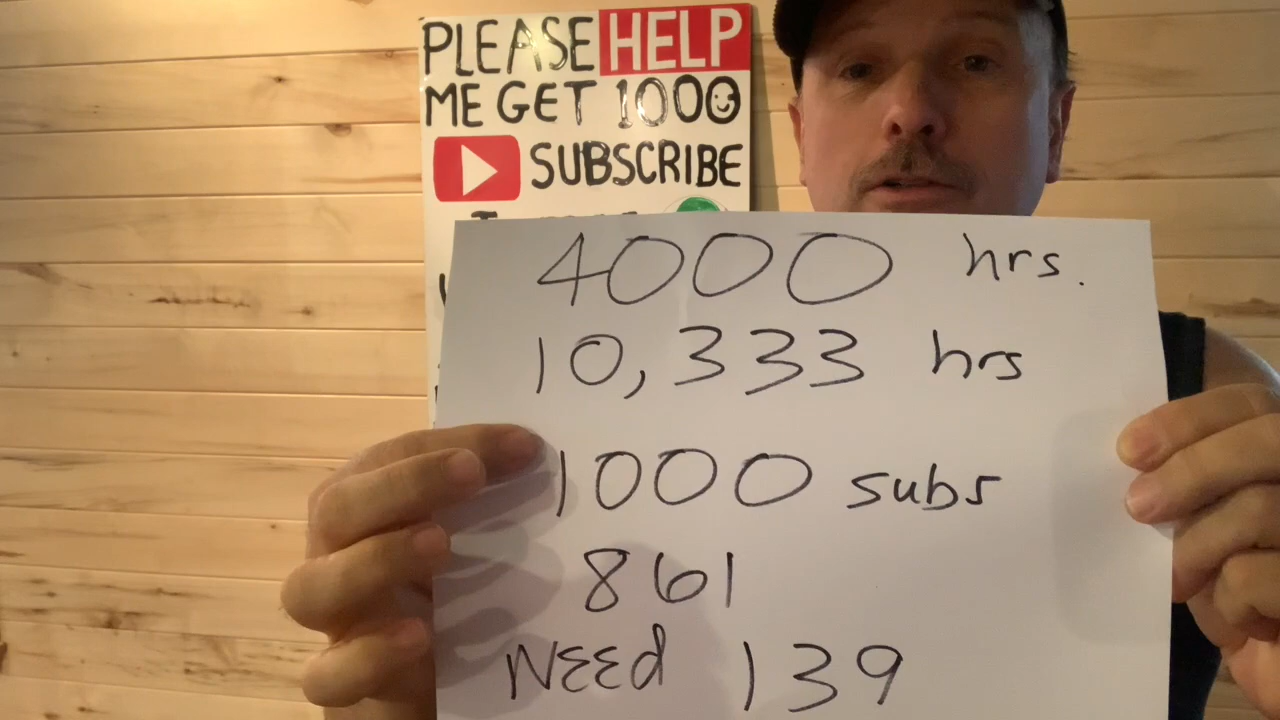 PLEASE HELP
ME GET 1000
SUBSCRIBE
4000 hrs.
10,333 hrs
1000 subs
861
NEEd 139